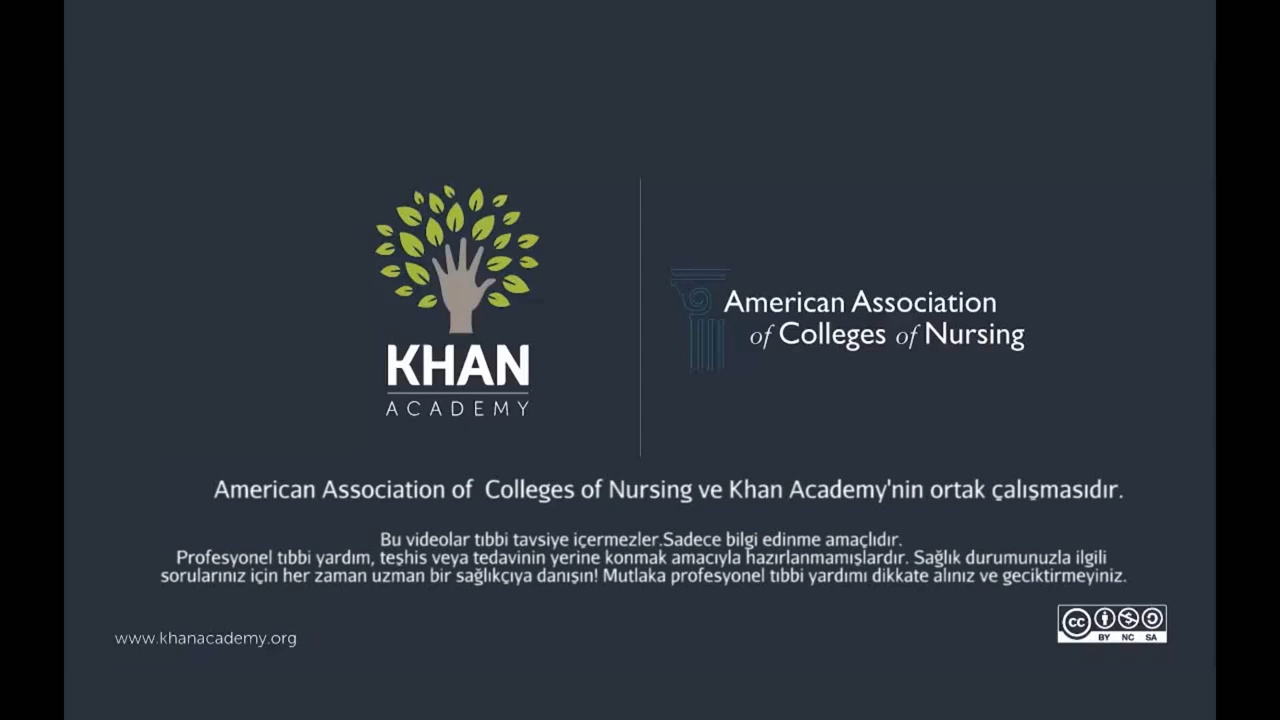 KHAN
ACADEMY
American Association
of Colleges of Nursing
American Association of  Colleges of Nursing ve Khan Academy'nin ortak çalışmasıdır.
Bu videolar tıbbi tavsiye içermezler.Sadece bilgi edinme amaçlıdır.
Profesyonel tıbbi yardım, teşhis veya tedavinin yerine konmak amacıyla hazırlanmamışlardır. Sağlık durumunuzla ilgili
sorularınız için her zaman uzman bir sağlıkçıya danışın! Mutlaka profesyonel tıbbi yardımı dikkate alınız ve geciktirmeyiniz.
www.khanacademy.org
cc BY NC SA